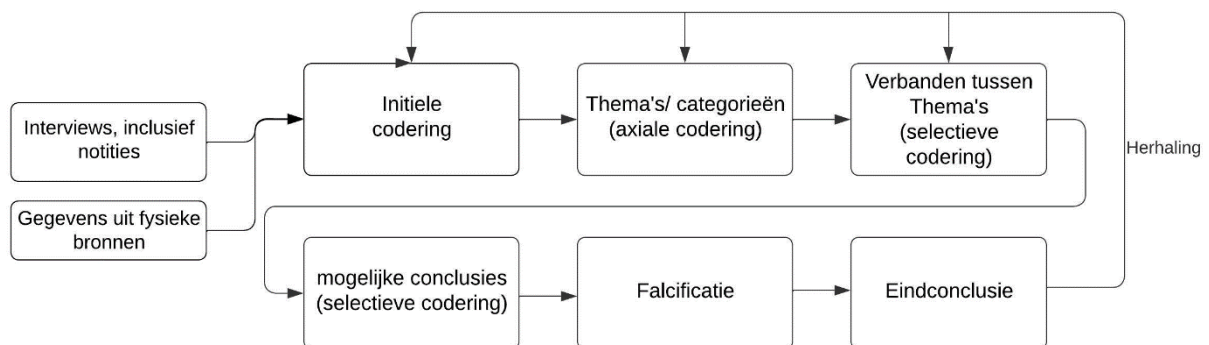 Interviews, inclusief
notities
Gegevens uit fysieke
bronnen
Initiele
codering
Thema's/ categorieën
(axiale codering)
Verbanden tussen
Thema's
(selectieve
codering)
Herhaling
mogelijke conclusies
(selectieve codering)
Falcificatie
Eindconclusie